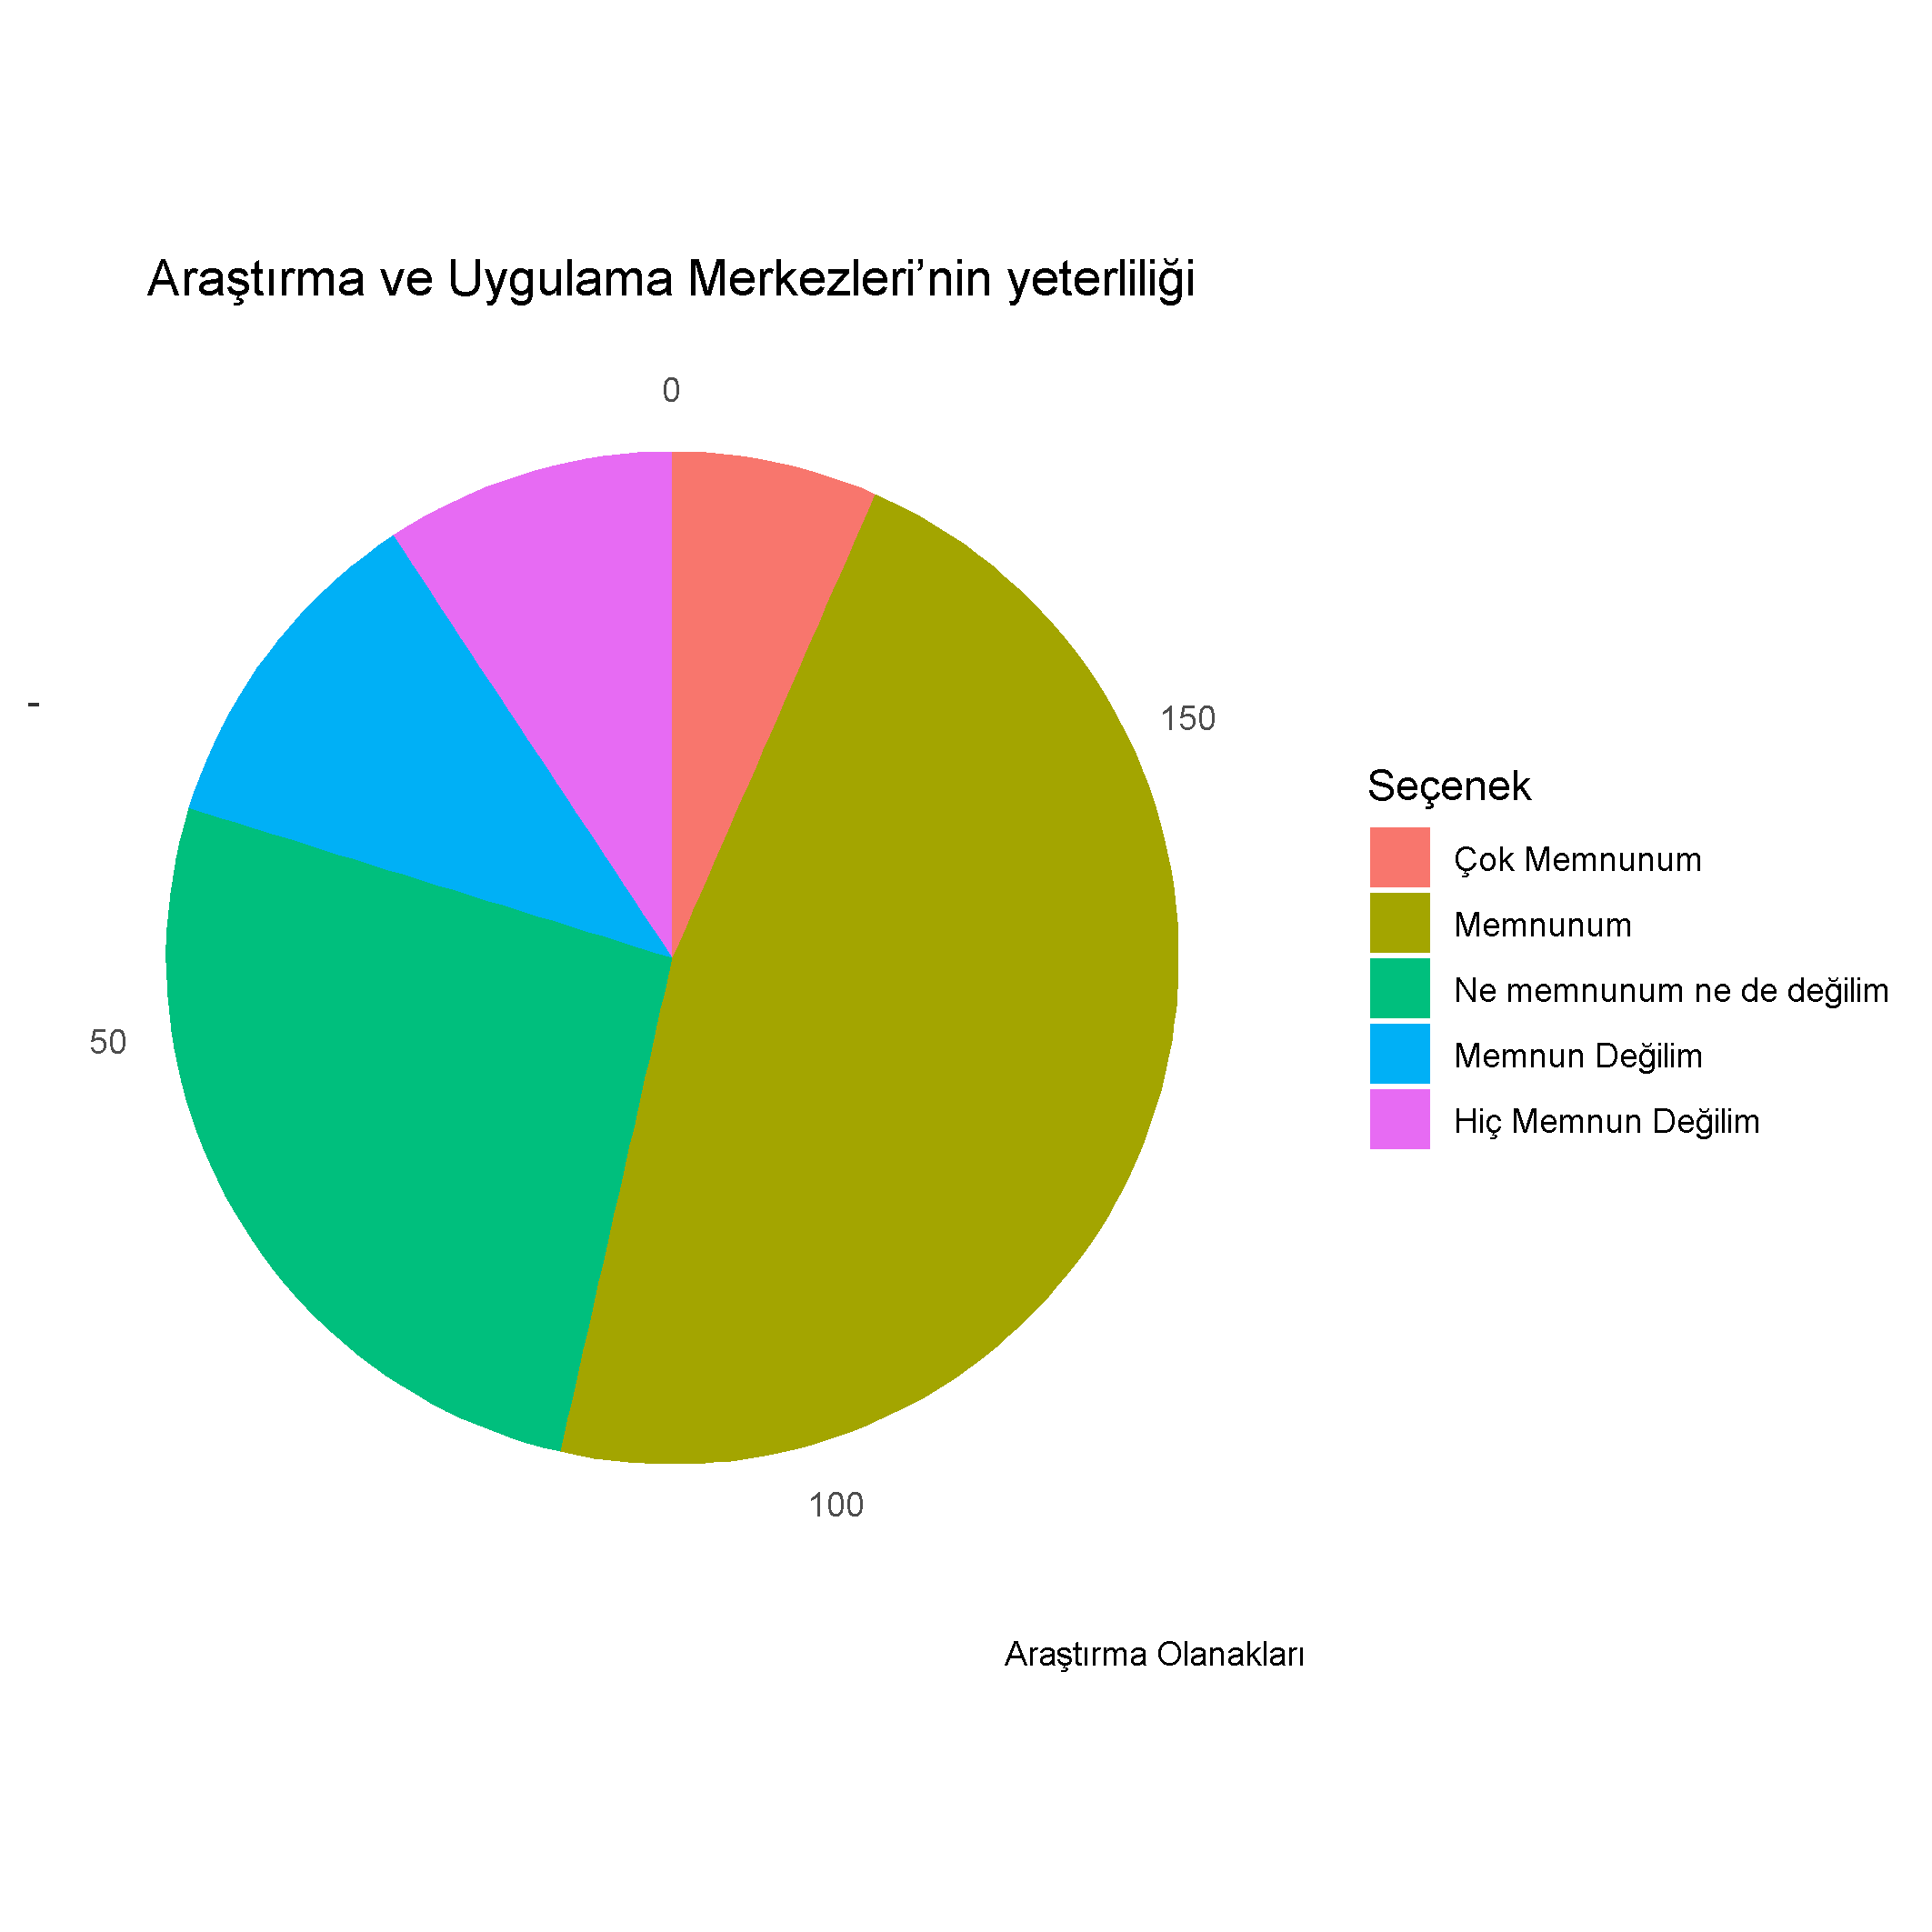 Araştırma ve Uygulama Merkezleri’nin yeterliliği
0
150
-
50
100
Seçenek
Çok Memnunum
Memnunum
Ne memnunum ne de değilim
Memnun Değilim
Hiç Memnun Değilim
Araştırma Olanakları